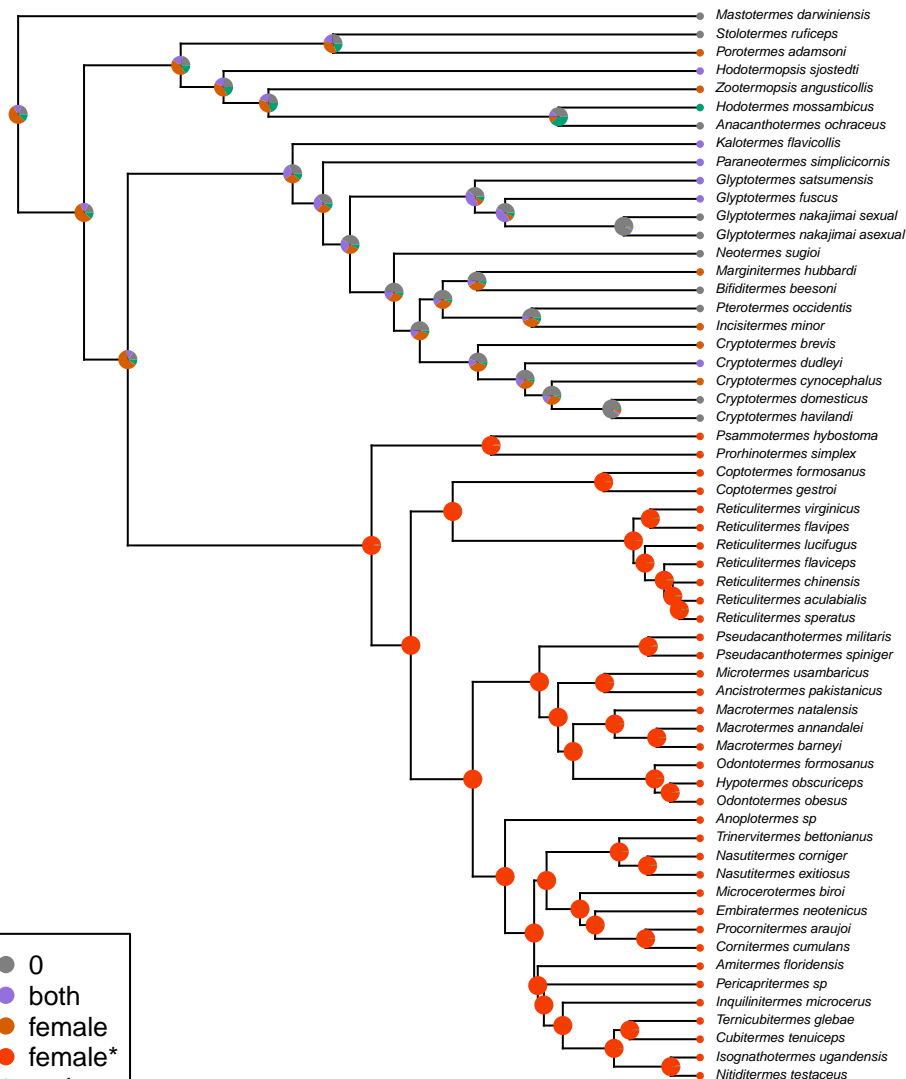 Mastotermes darwiniensis
Stolotermes ruficeps
Porotermes adamsoni
Hodotermopsis sjostedti
Zootermopsis angusticollis
Hodotermes mossambicus
Anacanthotermes ochraceus
Kalotermes flavicollis
Paraneotermes simplicicornis
Glyptotermes satsumensis
Glyptotermes fuscus
Glyptotermes nakajimai sexual
Glyptotermes nakajimai asexual
Neotermes sugioi
Marginitermes hubbardi
Bifiditermes beesoni
Pterotermes occidentis
Incisitermes minor
Cryptotermes brevis
Cryptotermes dudleyi
Cryptotermes cynocephalus
Cryptotermes domesticus
Cryptotermes havilandi
Psammotermes hybostoma
Prorhinotermes simplex
Coptotermes formosanus
Coptotermes gestroi
Reticulitermes virginicus
Reticulitermes flavipes
Reticulitermes lucifugus
Reticulitermes flaviceps
Reticulitermes chinensis
Reticulitermes aculabialis
Reticulitermes speratus
Pseudacanthotermes militaris
Pseudacanthotermes spiniger
Microtermes usambaricus
Ancistrotermes pakistanicus
Macrotermes natalensis
Macrotermes annandalei
Macrotermes barneyi
Odontotermes formosanus
Hypotermes obscuriceps
Odontotermes obesus
Anoplotermes sp
Trinervitermes bettonianus
Nasutitermes corniger
Nasutitermes exitiosus
Microcerotermes biroi
Embiratermes neotenicus
Procornitermes araujoi
Cornitermes cumulans
Amitermes floridensis
Pericapritermes sp
Inquilinitermes microcerus
Ternicubitermes glebae
Cubitermes tenuiceps
Isognathotermes ugandensis
Nitiditermes testaceus
0
both
female
female*